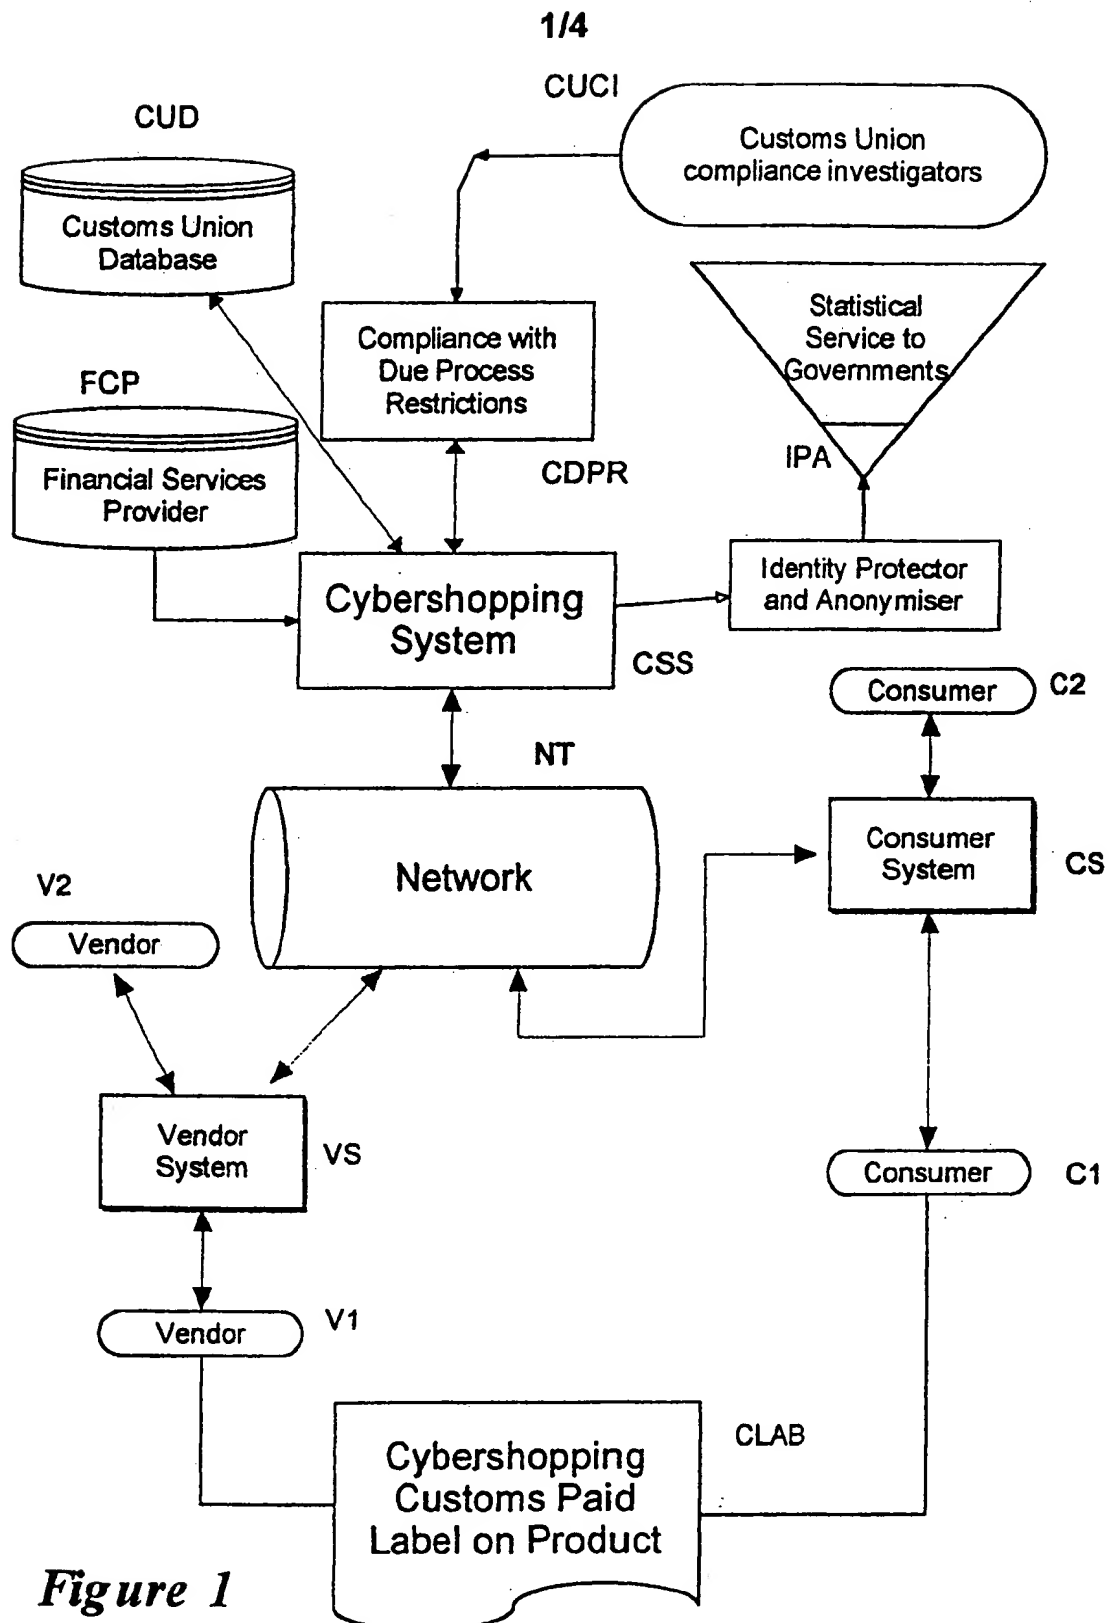 1/4
CUCI
CUD
Customs Union
compliance investigators
Customs Union
Database
Statistical
Service to
Governments
Compliance with
Due Process
Restrictions
FCP
IPA
CDPR
Financial Services
Provider
Identity Protector
and Anonymiser
Cybershopping
System
CSS
Consumer
C2
NT
Consumer
System
CS
Network
V2
Vendor
Vendor
System
VS
Consumer
C1
V1
Vendor
CLAB
Cybershopping
Customs Paid
Label on Product
Figure 1